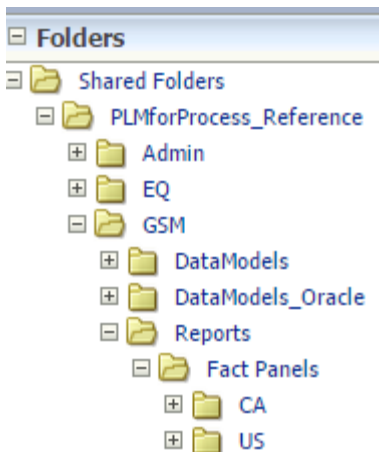 Folders
Shared Folders
PLMforProcess_Reference
Admin
EQ
GSM
DataModels
DataModels_Oracle
Reports
Fact Panels
CA
US